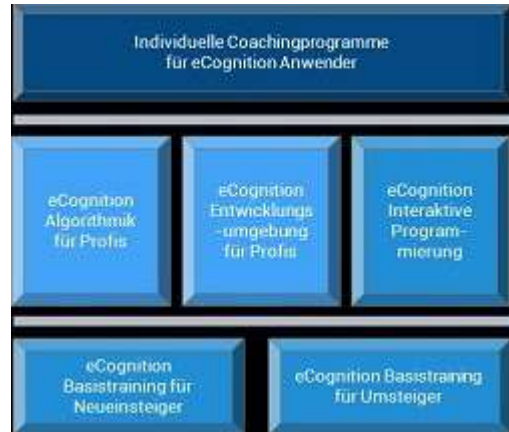 Individuelle Coachingprogramme
für eCognition Anwender
eCognition
Algorithmik
für Profis
eCognition
Entwicklungs
-umgebung
für Profis
eCognition
Interaktive
Program-
mierung
eCognition
Basistraining für
Neueinsteiger
eCognition Basistraining
für Umsteiger